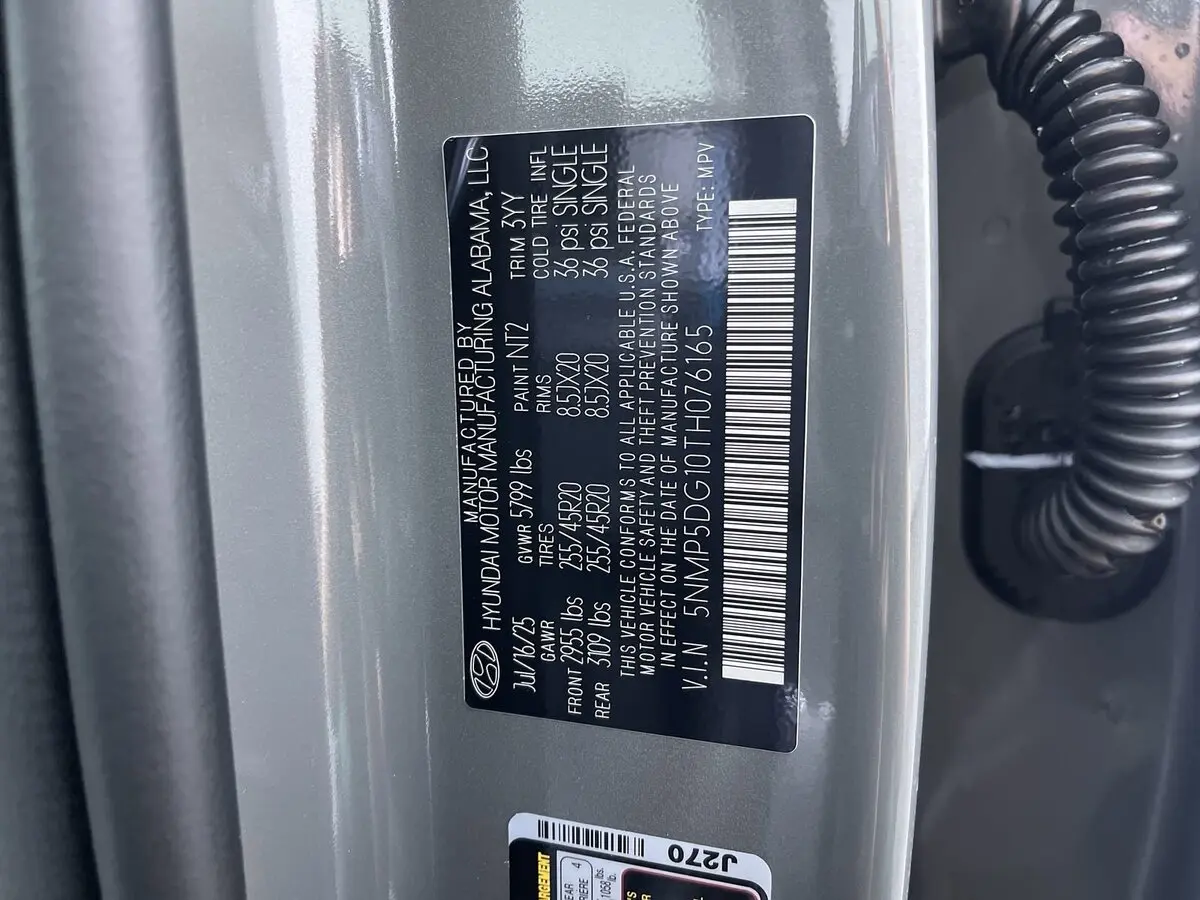 MANUFACTURED BY
HYUNDAI MOTOR MANUFACTURING ALABAMA, LLC
Jul/16/25 GVWR 5799 lbs PAINT NT2 TRIM 3YY
GAWR TIRES RIMS COLD TIRE INFL
FRONT 2955 lbs 255/45R20 8.5JX20 36 psi SINGLE
REAR 3109 lbs 255/45R20 8.5JX20 36 psi SINGLE
THIS VEHICLE CONFORMS TO ALL APPLICABLE U.S.A. FEDERAL
MOTOR VEHICLE SAFETY AND THEFT PREVENTION STANDARDS
IN EFFECT ON THE DATE OF MANUFACTURE SHOWN ABOVE
V.I.N 5NMP5DG10TH076165
TYPE: MPV
J270
4